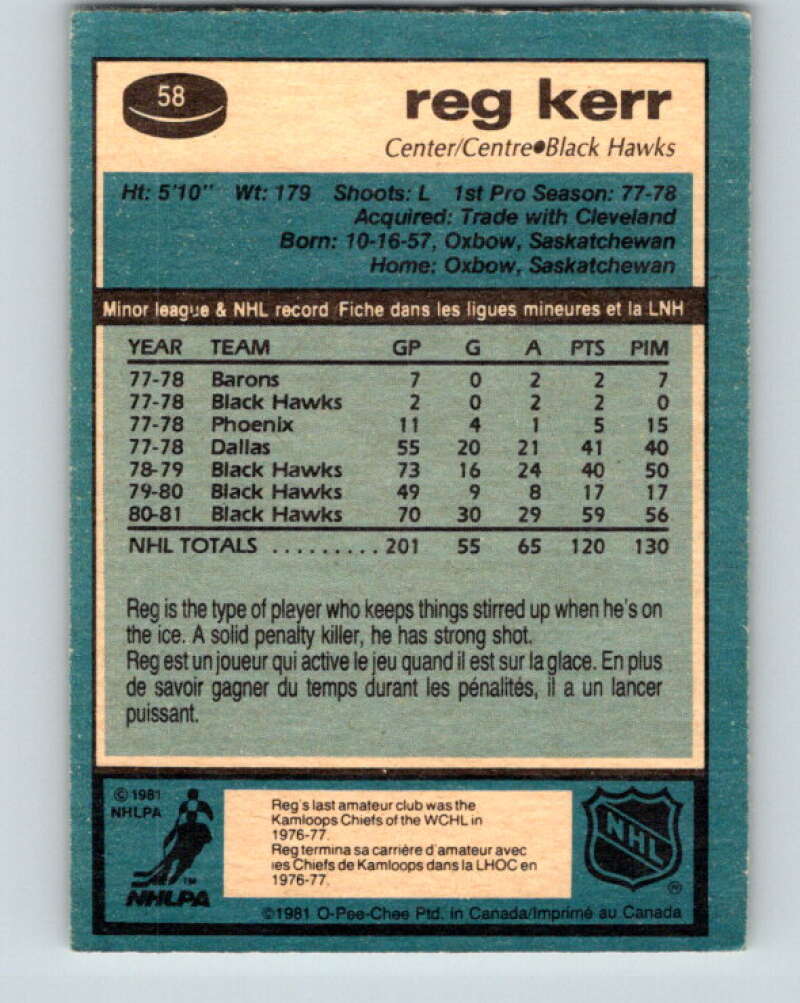 58
reg kerr
Center/Centre●Black Hawks
Ht: 5'10" Wt: 179 Shoots: L 1st Pro Season: 77-78
Acquired: Trade with Cleveland
Born: 10-16-57, Oxbow, Saskatchewan
Home: Oxbow, Saskatchewan
Minor league & NHL record Fiche dans les ligues mineures et la LNH
YEAR TEAM GP G A PTS PIM
77-78 Barons 7 0 2 2 7
77-78 Black Hawks 2 0 2 2 0
77-78 Phoenix 11 4 1 5 15
77-78 Dallas 55 20 21 41 40
78-79 Black Hawks 73 16 24 40 50
79-80 Black Hawks 49 9 8 17 17
80-81 Black Hawks 70 30 29 59 56
NHL TOTALS ......... 201 55 65 120 130
Reg is the type of player who keeps things stirred up when he's on
the ice. A solid penalty killer, he has strong shot.
Reg est un joueur qui active le jeu quand il est sur la glace. En plus
de savoir gagner du temps durant les pénalités, il a un lancer
puissant.
© 1981
NHLPA
TM
NHLPA
Reg's last amateur club was the
Kamloops Chiefs of the WCHL in
1976-77.
Reg termina sa carrière d'amateur avec
les Chiefs de Kamloops dans la LHOC en
1976-77.
NHL
®
©1981 O-Pee-Chee Ptd. in Canada/Imprimé au Canada